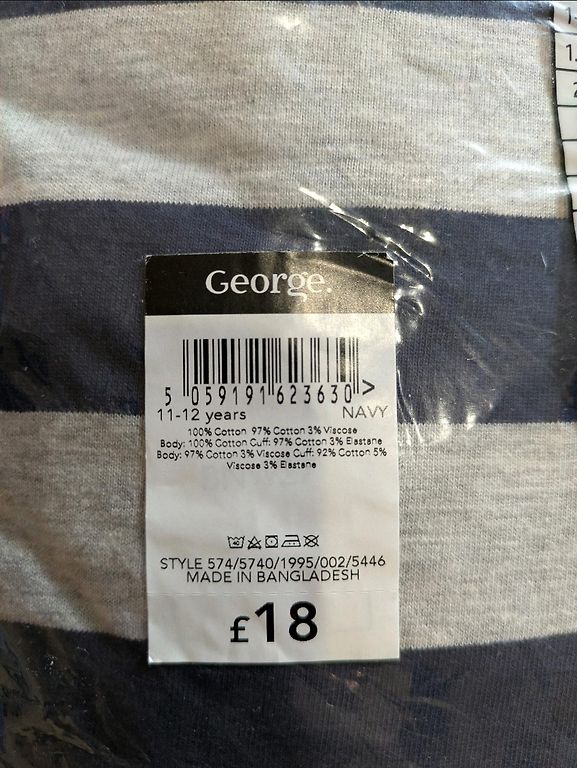 George.
5 059191 623630 >
11-12 years NAVY
100% Cotton 97% Cotton 3% Viscose
Body: 100% Cotton Cuff: 97% Cotton 3% Elastane
Body: 97% Cotton 3% Viscose Cuff: 92% Cotton 5%
Viscose 3% Elastane
STYLE 574/5740/1995/002/5446
MADE IN BANGLADESH
£18